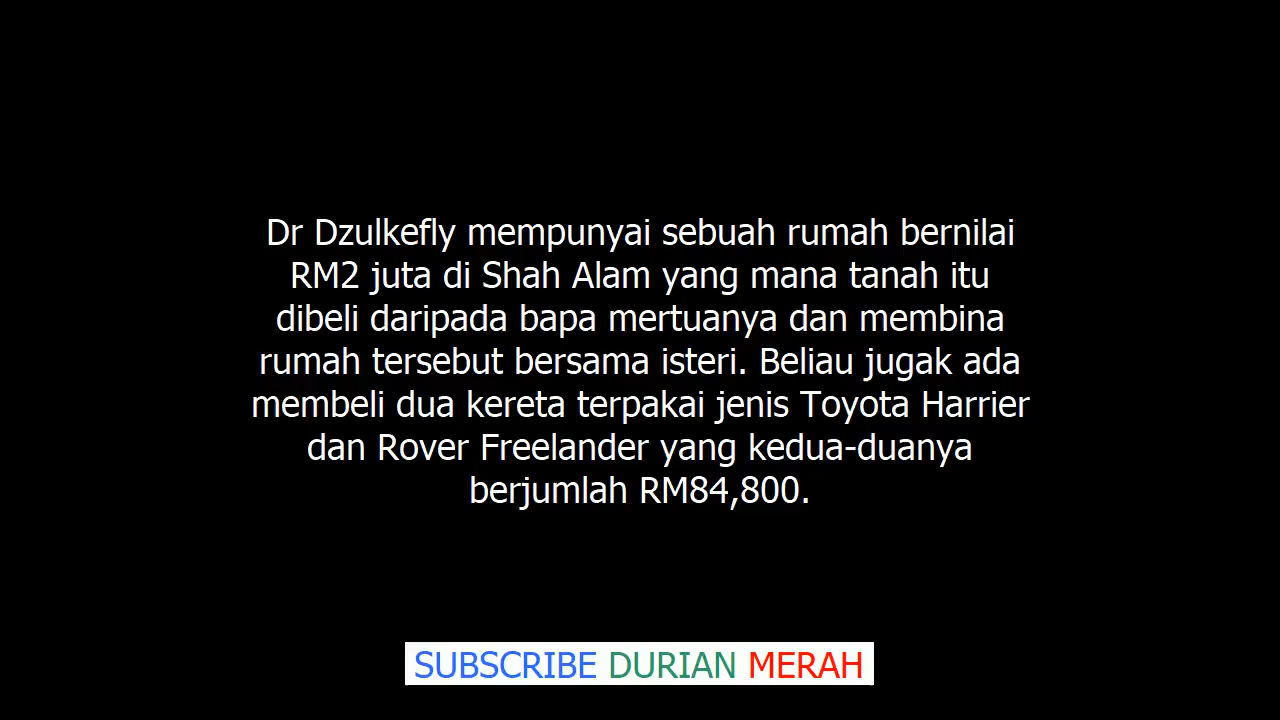 Dr Dzulkefly mempunyai sebuah rumah bernilai
RM2 juta di Shah Alam yang mana tanah itu
dibeli daripada bapa mertuanya dan membina
rumah tersebut bersama isteri. Beliau jugak ada
membeli dua kereta terpakai jenis Toyota Harrier
dan Rover Freelander yang kedua-duanya
berjumlah RM84,800.
SUBSCRIBE DURIAN MERAH